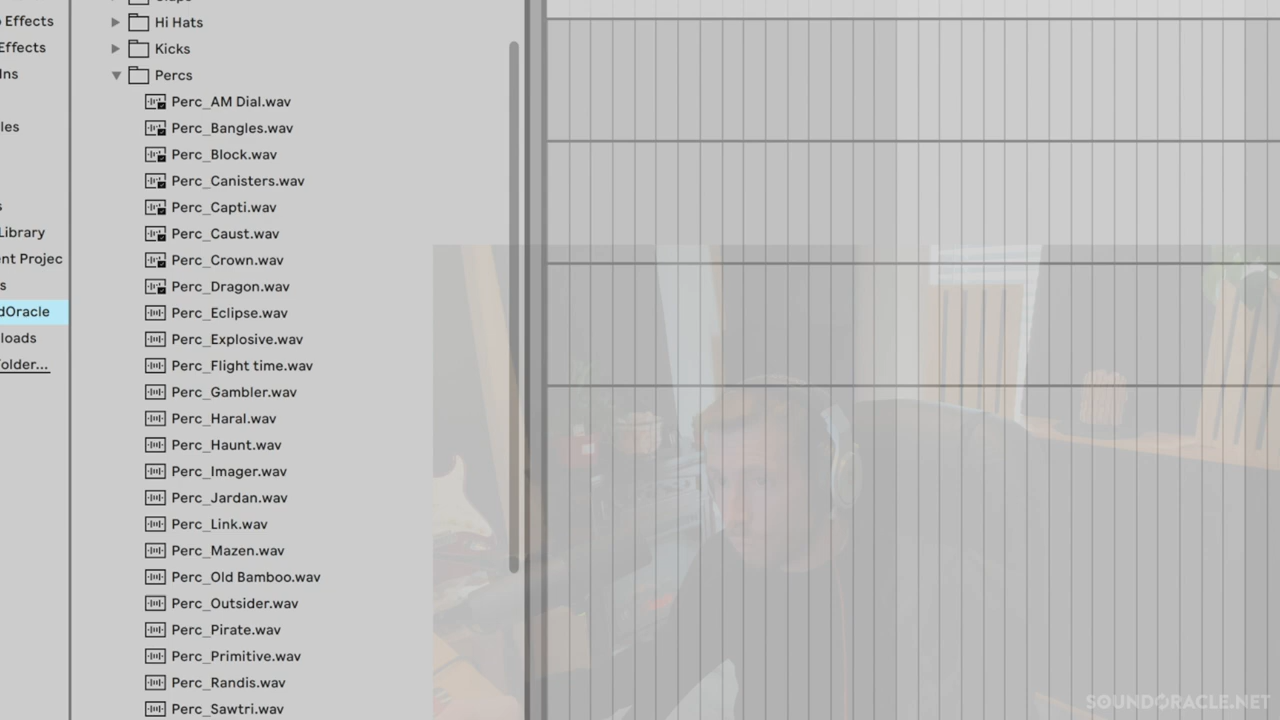 Effects
Effects
Ins
les
s
Library
ent Projec
s
dOracle
loads
older...
Hi Hats
Kicks
Percs
Perc_AM Dial.wav
Perc_Bangles.wav
Perc_Block.wav
Perc_Canisters.wav
Perc_Capti.wav
Perc_Caust.wav
Perc_Crown.wav
Perc_Dragon.wav
Perc_Eclipse.wav
Perc_Explosive.wav
Perc_Flight time.wav
Perc_Gambler.wav
Perc_Haral.wav
Perc_Haunt.wav
Perc_Imager.wav
Perc_Jardan.wav
Perc_Link.wav
Perc_Mazen.wav
Perc_Old Bamboo.wav
Perc_Outsider.wav
Perc_Pirate.wav
Perc_Primitive.wav
Perc_Randis.wav
Perc_Sawtri.wav
SOUNDORACLE.NET